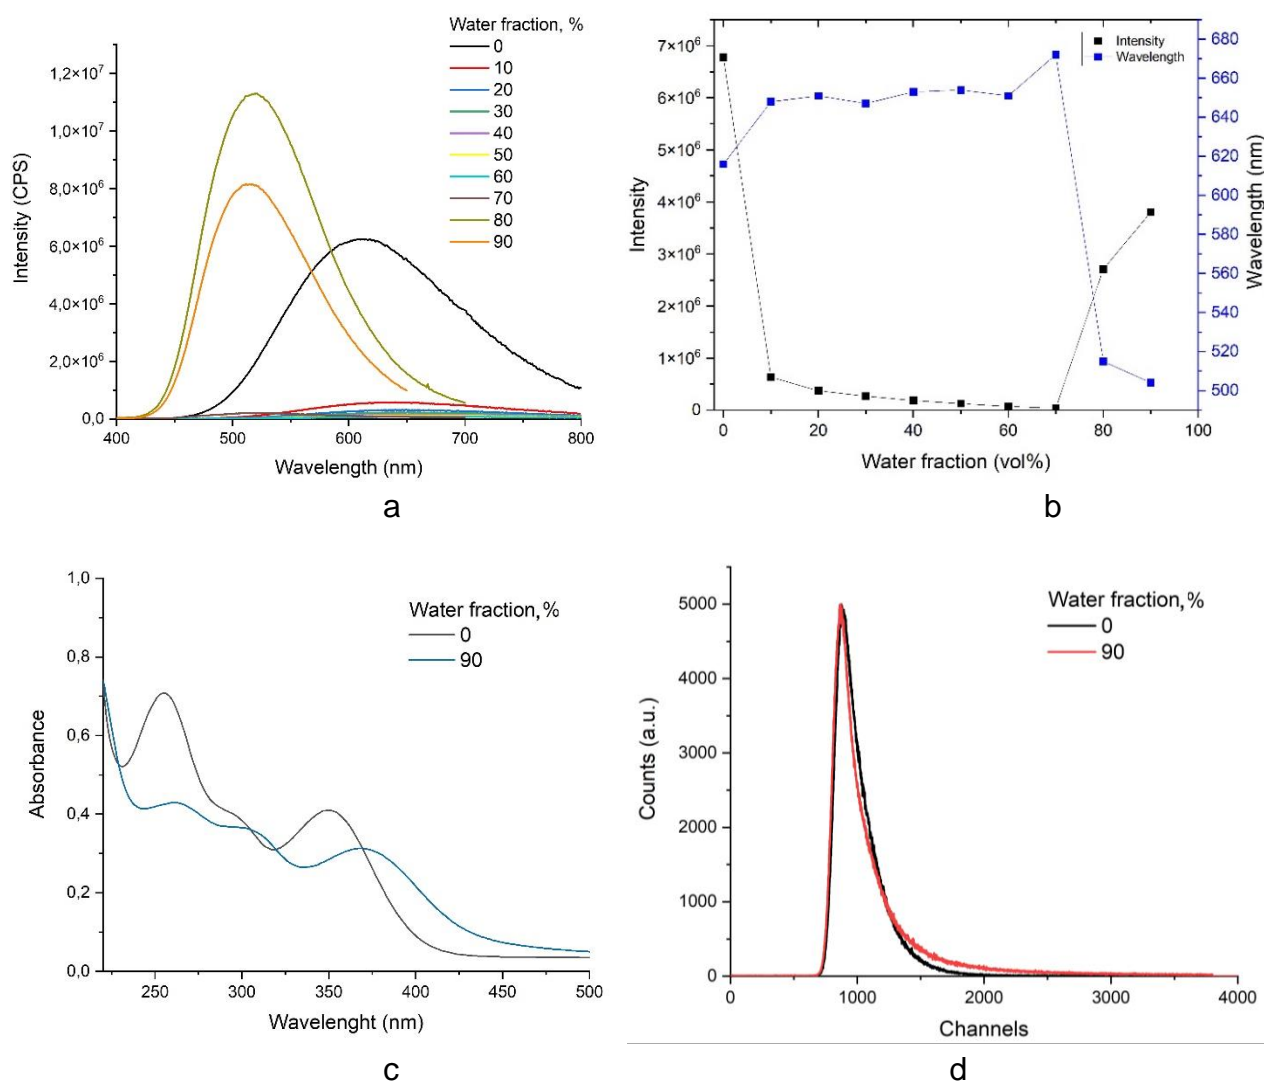 Water fraction, %
0
10
20
30
40
50
60
70
80
90
1,2×10⁷
1,0×10⁷
8,0×10⁶
6,0×10⁶
4,0×10⁶
2,0×10⁶
0,0
Intensity (CPS)
400 500 600 700 800
Wavelength (nm)
a
Intensity
Wavelength
7×10⁶
6×10⁶
5×10⁶
4×10⁶
3×10⁶
2×10⁶
1×10⁶
0
Intensity
680
660
640
620
600
580
560
540
520
500
Wavelength (nm)
0 20 40 60 80 100
Water fraction (vol%)
b
Water fraction, %
0
90
1,0
0,8
0,6
0,4
0,2
0,0
Absorbance
250 300 350 400 450 500
Wavelenght (nm)
c
Water fraction, %
0
90
5000
4000
3000
2000
1000
0
Counts (a.u.)
0 1000 2000 3000 4000
Channels
d